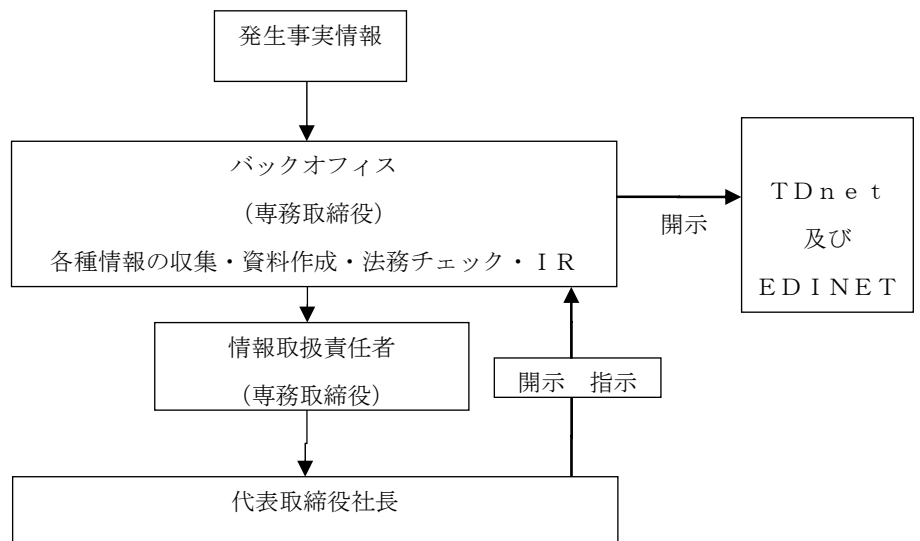 発生事実情報
バックオフィス
（専務取締役）
各種情報の収集・資料作成・法務チェック・ＩＲ
開示
ＴＤｎｅｔ
及び
ＥＤＩＮＥＴ
情報取扱責任者
（専務取締役）
開示　指示
代表取締役社長